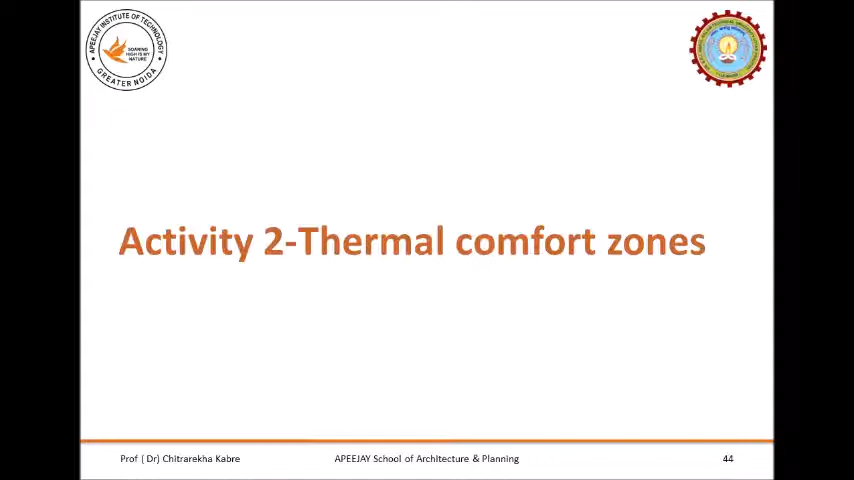 APEEJAY INSTITUTE OF TECHNOLOGY
SOARING
HIGH IS MY
NATURE
GREATER NOIDA
Activity 2-Thermal comfort zones
Prof ( Dr) Chitrarekha Kabre
APEEJAY School of Architecture & Planning
44